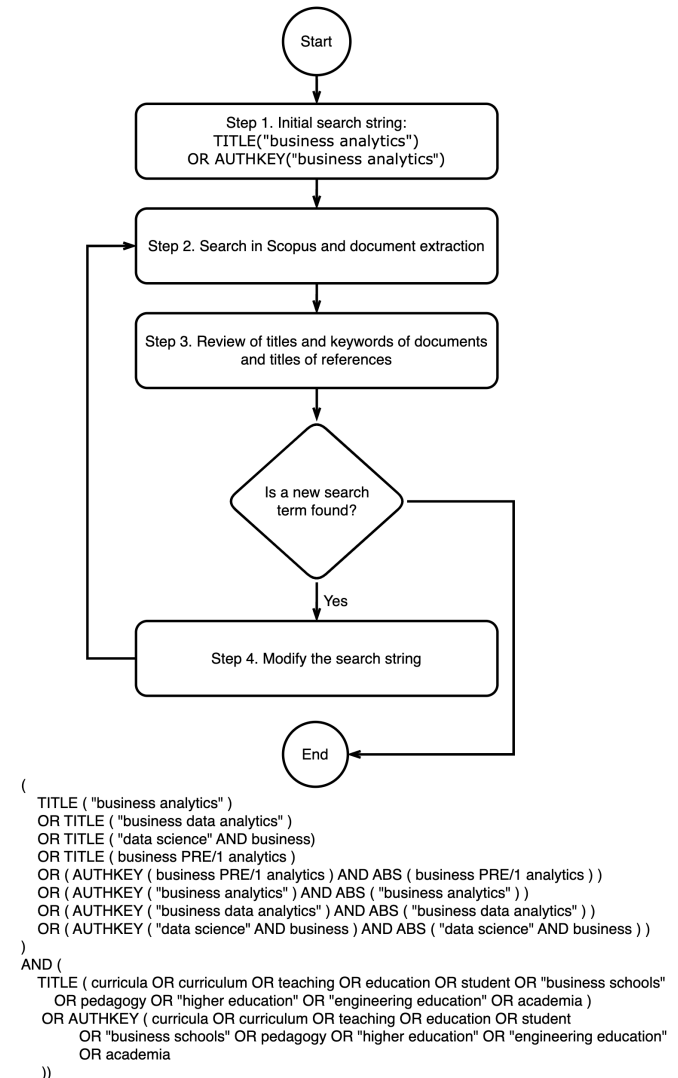 Start
Step 1. Initial search string:
TITLE("business analytics")
OR AUTHKEY("business analytics")
Step 2. Search in Scopus and document extraction
Step 3. Review of titles and keywords of documents
and titles of references
Is a new search
term found?
Yes
Step 4. Modify the search string
End
(
TITLE ( "business analytics" )
OR TITLE ( "business data analytics" )
OR TITLE ( "data science" AND business)
OR TITLE ( business PRE/1 analytics )
OR ( AUTHKEY ( business PRE/1 analytics ) AND ABS ( business PRE/1 analytics ) )
OR ( AUTHKEY ( "business analytics" ) AND ABS ( "business analytics" ) )
OR ( AUTHKEY ( "business data analytics" ) AND ABS ( "business data analytics" ) )
OR ( AUTHKEY ( "data science" AND business ) AND ABS ( "data science" AND business ) )
)
AND (
TITLE ( curricula OR curriculum OR teaching OR education OR student OR "business schools"
OR pedagogy OR "higher education" OR "engineering education" OR academia )
OR AUTHKEY ( curricula OR curriculum OR teaching OR education OR student
OR "business schools" OR pedagogy OR "higher education" OR "engineering education"
OR academia
))